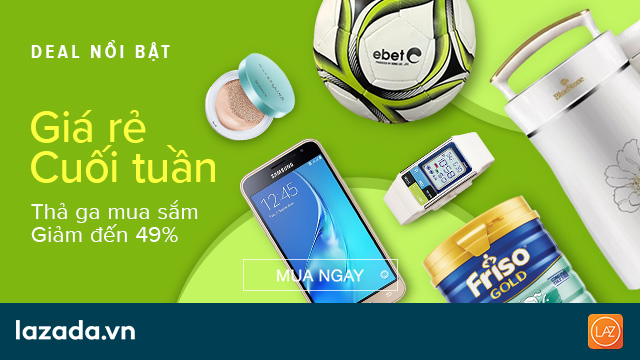 DEAL NỔI BẬT
Giá rẻ
Cuối tuần
Thả ga mua sắm
Giảm đến 49%
ebet
SAMSUNG
12:45
BlueStone
Friso
GOLD
MUA NGAY
lazada.vn
LAZ